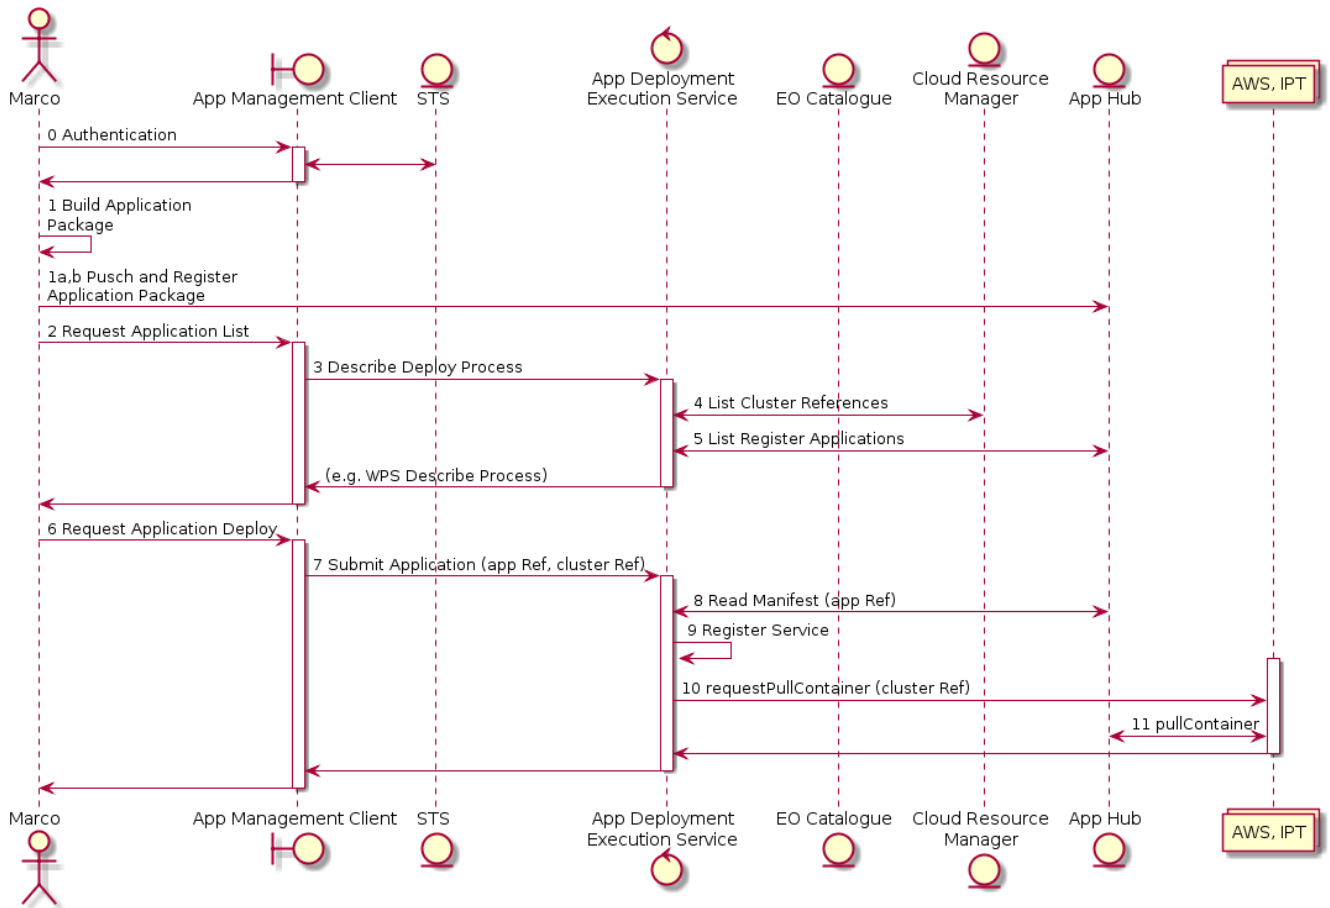 Marco
App Management Client
STS
App Deployment
Execution Service
EO Catalogue
Cloud Resource
Manager
App Hub
AWS, IPT
0 Authentication
1 Build Application
Package
1a,b Pusch and Register
Application Package
2 Request Application List
3 Describe Deploy Process
4 List Cluster References
5 List Register Applications
(e.g. WPS Describe Process)
6 Request Application Deploy
7 Submit Application (app Ref, cluster Ref)
8 Read Manifest (app Ref)
9 Register Service
10 requestPullContainer (cluster Ref)
11 pullContainer
Marco
App Management Client
STS
App Deployment
Execution Service
EO Catalogue
Cloud Resource
Manager
App Hub
AWS, IPT